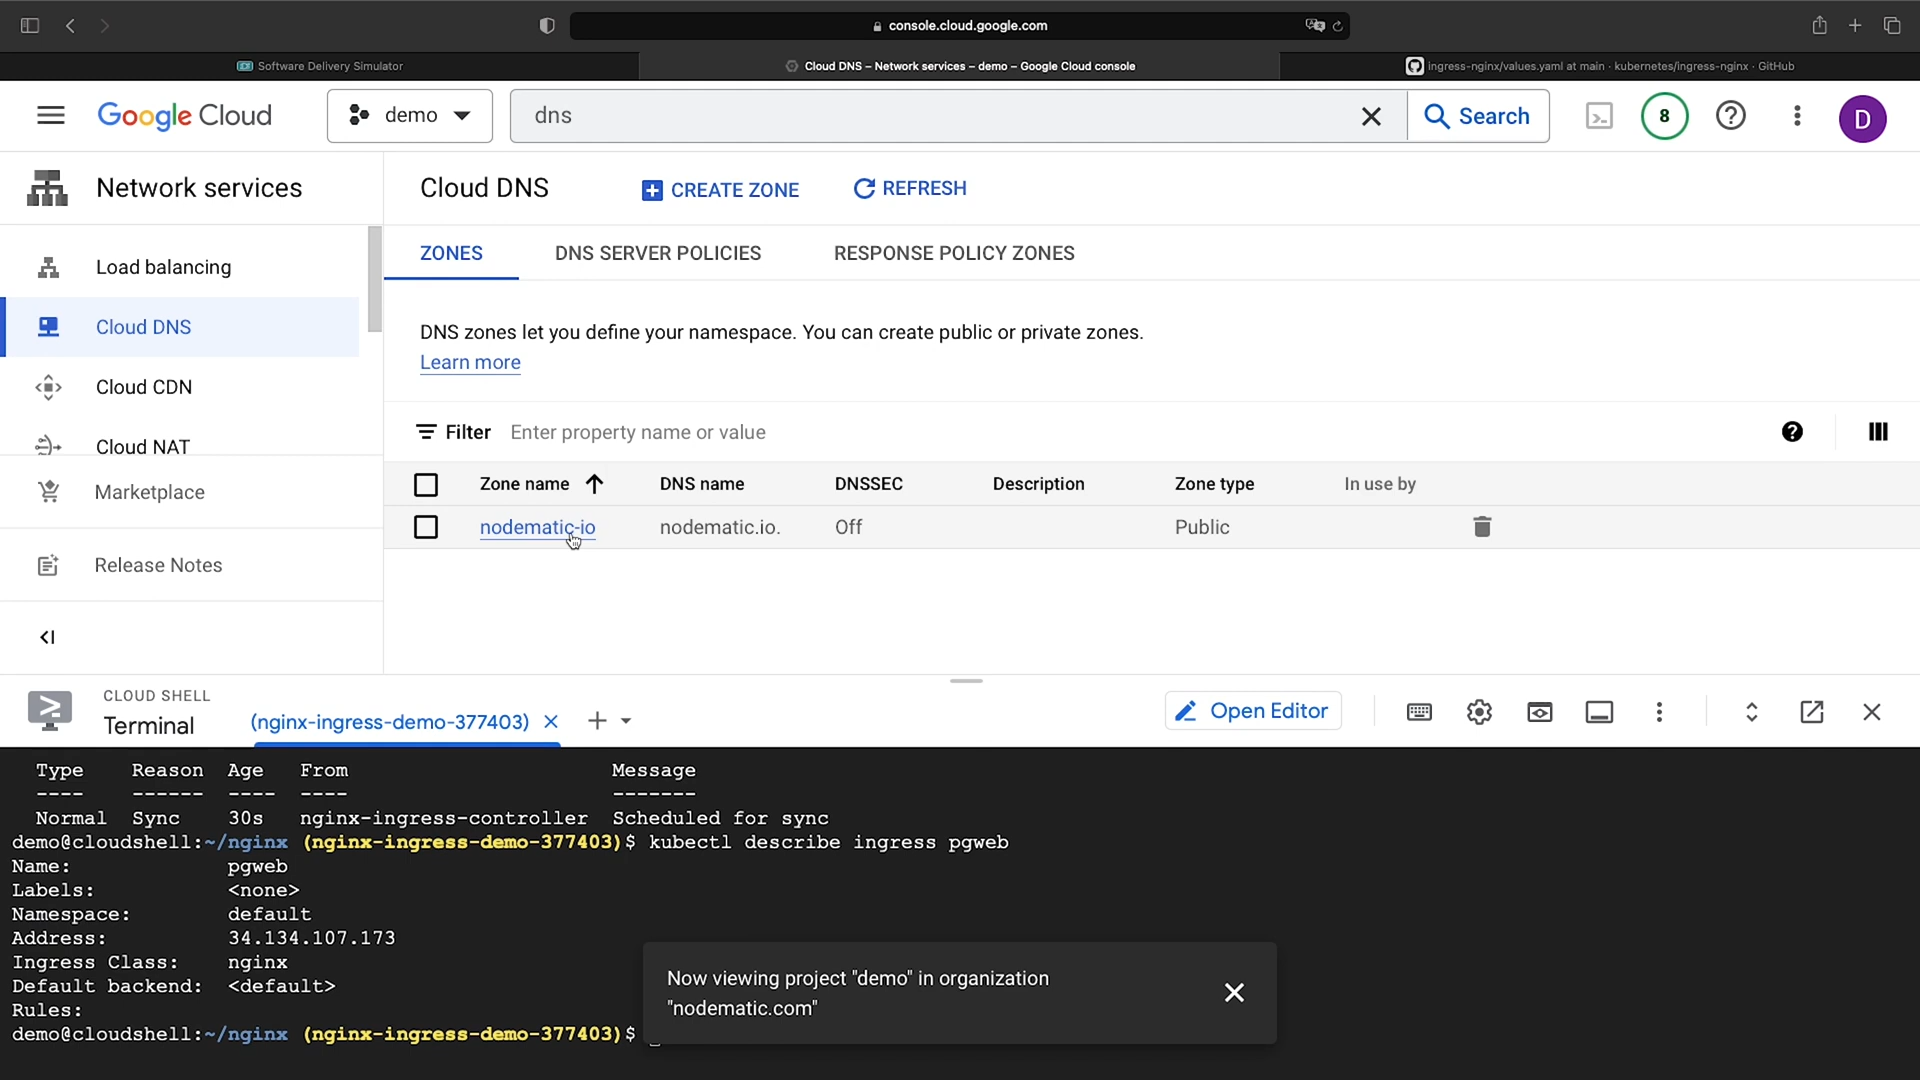 console.cloud.google.com
Software Delivery Simulator
Cloud DNS – Network services – demo – Google Cloud console
ingress-nginx/values.yaml at main · kubernetes/ingress-nginx · GitHub
Google Cloud
demo
dns
Search
8
D
Network services
Cloud DNS
CREATE ZONE
REFRESH
Load balancing
Cloud DNS
Cloud CDN
Cloud NAT
Marketplace
Release Notes
ZONES DNS SERVER POLICIES RESPONSE POLICY ZONES
DNS zones let you define your namespace. You can create public or private zones.
Learn more
Filter Enter property name or value
Zone name DNS name DNSSEC Description Zone type In use by
nodematic-io nodematic.io. Off Public
CLOUD SHELL
Terminal
(nginx-ingress-demo-377403)
Open Editor
Type Reason Age From Message
---- ------ ---- ---- -------
Normal Sync 30s nginx-ingress-controller Scheduled for sync
demo@cloudshell:~/nginx (nginx-ingress-demo-377403)$ kubectl describe ingress pgweb
Name: pgweb
Labels: <none>
Namespace: default
Address: 34.134.107.173
Ingress Class: nginx
Default backend: <default>
Rules:
demo@cloudshell:~/nginx (nginx-ingress-demo-377403)$
Now viewing project "demo" in organization
"nodematic.com"